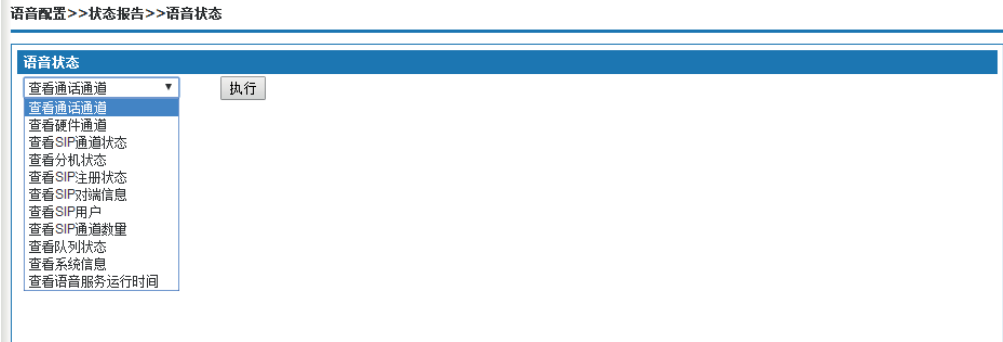 语音配置>>状态报告>>语音状态
语音状态
查看通话通道 ▼ 执行
查看通话通道
查看硬件通道
查看SIP通道状态
查看分机状态
查看SIP注册状态
查看SIP对端信息
查看SIP用户
查看SIP通道数量
查看队列状态
查看系统信息
查看语音服务运行时间